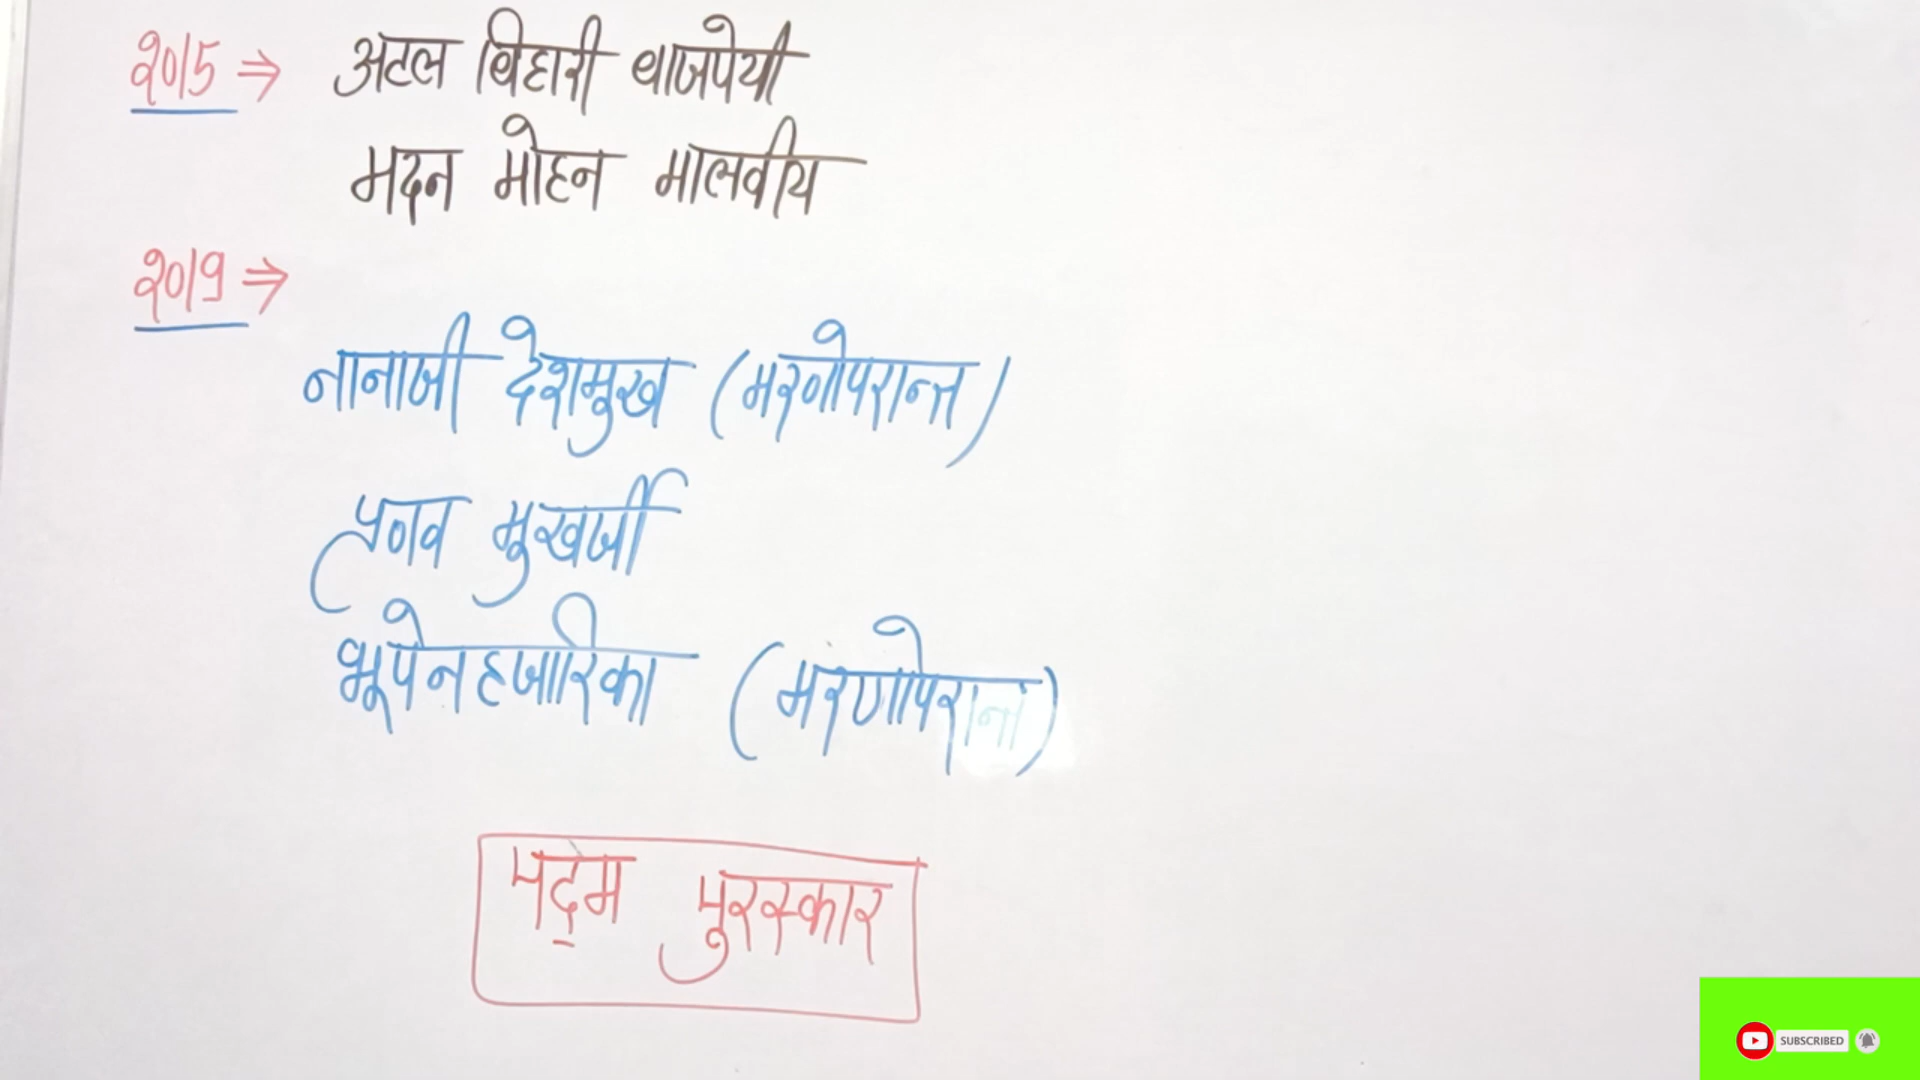 2015 ⇒ अटल बिहारी वाजपेयी
मदन मोहन मालवीय
2019 ⇒
नानाजी देशमुख (मरणोपरान्त)
प्रणव मुखर्जी
भूपेन हजारिका (मरणोपरान्त)
पद्म पुरस्कार
SUBSCRIBED